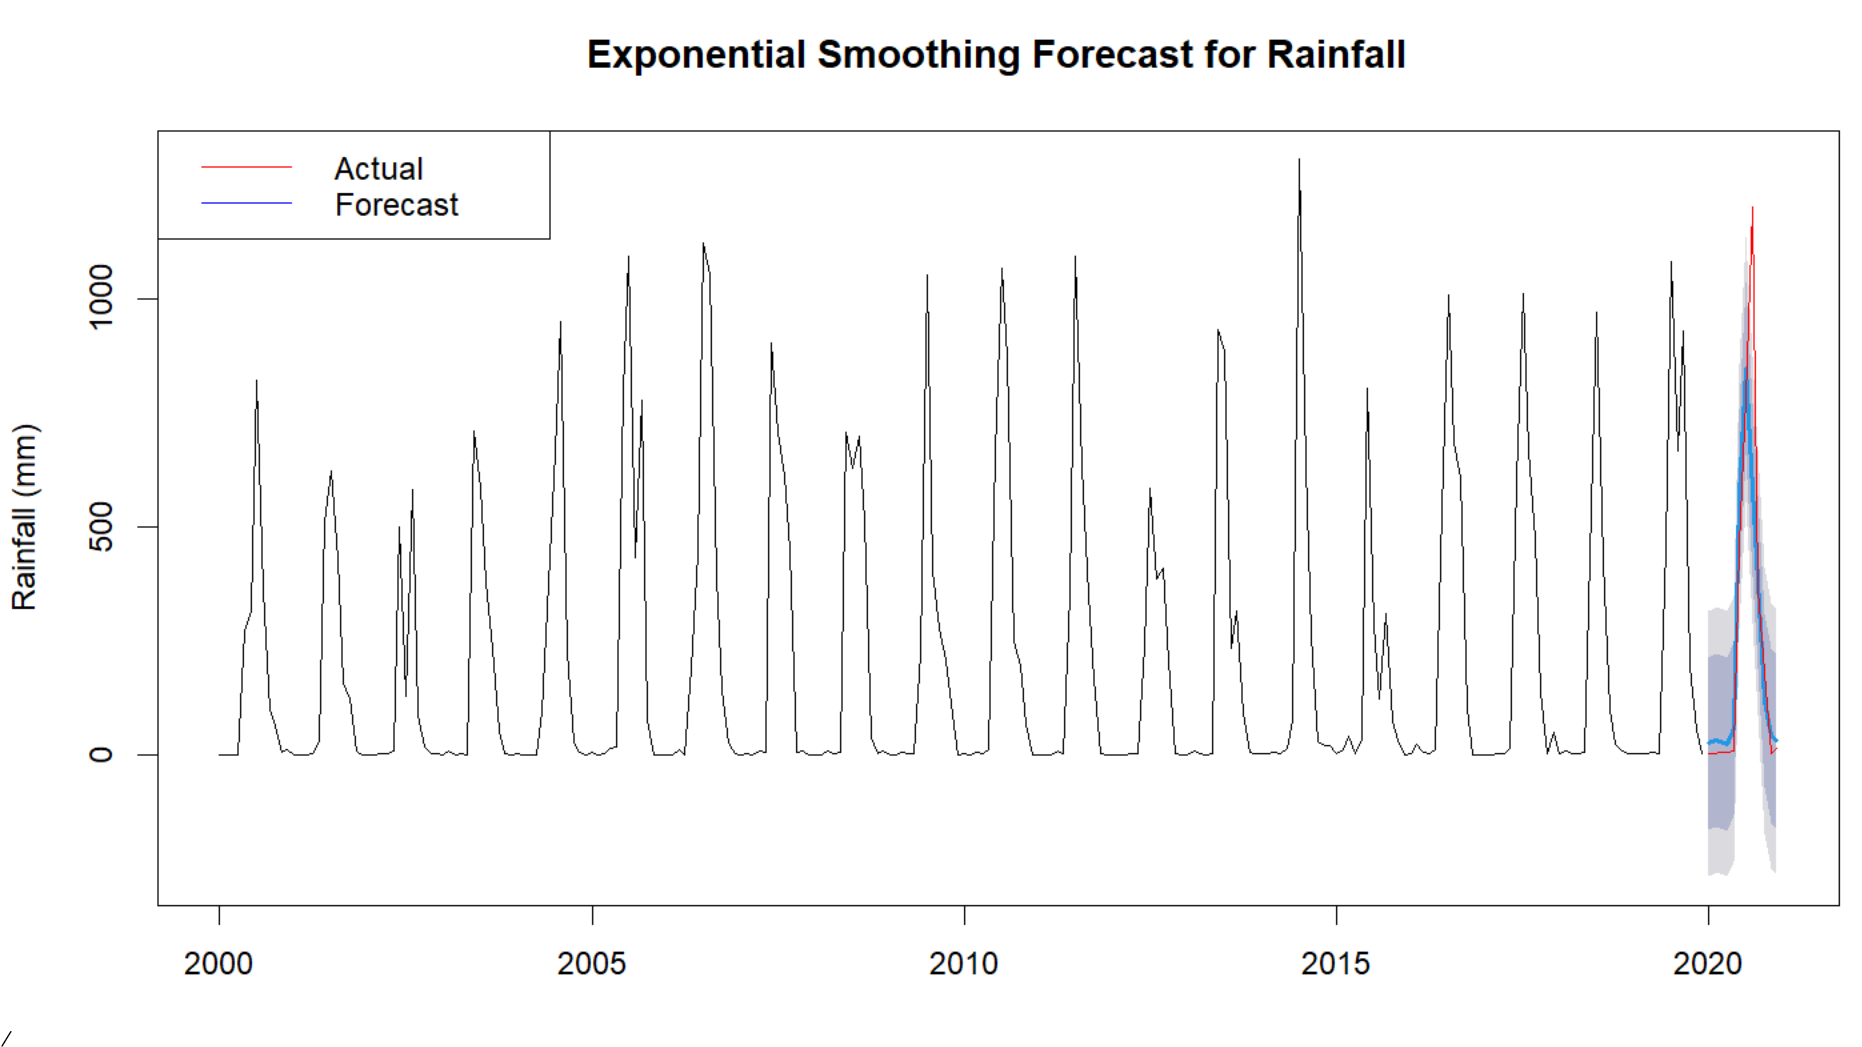 Exponential Smoothing Forecast for Rainfall
Actual
Forecast
Rainfall (mm)
1000
500
0
2000 2005 2010 2015 2020
/